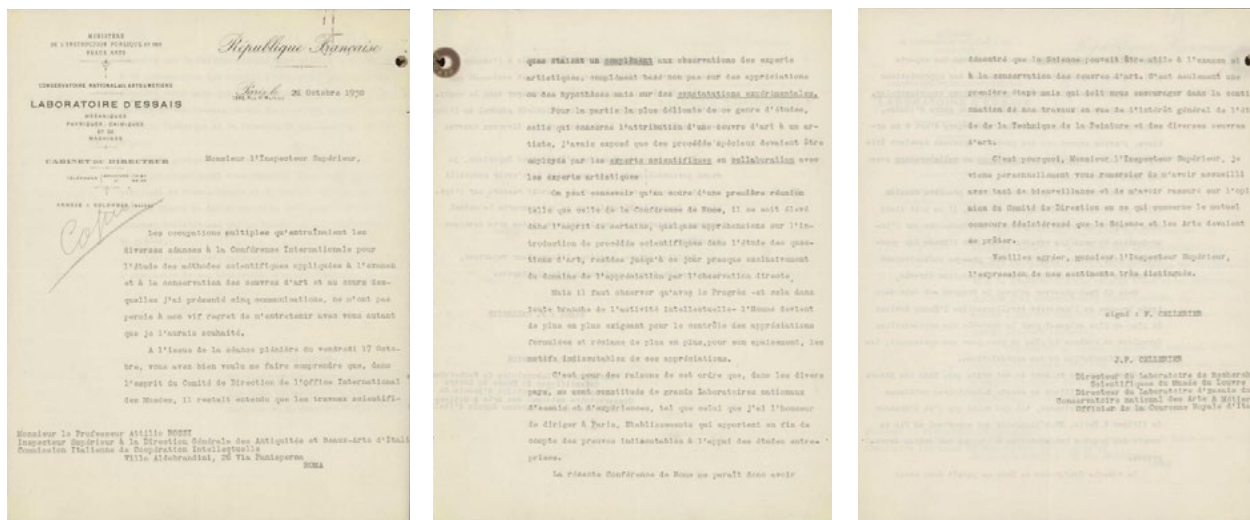 MINISTÈRE
DE L'INSTRUCTION PUBLIQUE ET DES
BEAUX ARTS
République Française
CONSERVATOIRE NATIONAL DES ARTS & MÉTIERS
Paris, le 24 Octobre 1930
LABORATOIRE D'ESSAIS
MÉCANIQUES
PHYSIQUES, CHIMIQUES
ET DE
MACHINES
CABINET DU DIRECTEUR
Monsieur l'Inspecteur Supérieur,
Copie
Les occupations multiples qu'entraînaient les
diverses séances à la Conférence Internationale pour
l'étude des méthodes scientifiques appliquées à l'examen
et à la conservation des oeuvres d'art et au cours des-
quelles j'ai présenté cinq communications, ne m'ont pas
permis à mon vif regret de m'entretenir avec vous autant
que je l'aurais souhaité.
A l'issue de la séance plénière du vendredi 17 Octo-
bre, vous avez bien voulu me faire comprendre que, dans
l'esprit du Comité de Direction de l'Office International
des Musées, il restait entendu que les travaux scientifi-
Monsieur le Professeur Attilio ROSSI
Inspecteur Supérieur à la Direction Générale des Antiquités et Beaux-Arts d'Itali
Commission Italienne de Coopération Intellectuelle
Villa Aldobrandini, 28 Via Panisperna
ROMA
ques étaient un complément aux observations des experts
artistiques, complément basé non pas sur des appréciations
ou des hypothèses mais sur des constatations expérimentales.
Pour la partie la plus délicate de ce genre d'études,
celle qui concerne l'attribution d'une oeuvre d'art à un ar-
tiste, j'avais exposé que des procédés spéciaux devaient être
employés par les experts scientifiques en collaboration avec
les experts artistiques
On peut concevoir qu'au cours d'une première réunion
telle que celle de la Conférence de Rome, il se soit élevé
dans l'esprit de certains, quelques appréhensions sur l'in-
troduction de procédés scientifiques dans l'étude des ques-
tions d'art, restées jusqu'à ce jour presque exclusivement
du domaine de l'appréciation par l'observation directe.
Mais il faut observer qu'avec le Progrès -et cela dans
toute branche de l'activité intellectuelle- l'Homme devient
de plus en plus exigeant pour le contrôle des appréciations
formulées et réclame de plus en plus, pour son apaisement, les
motifs indiscutables de ces appréciations.
C'est pour des raisons de cet ordre que, dans les divers
pays, se sont constitués de grands Laboratoires nationaux
d'essais et d'expériences, tel que celui que j'ai l'honneur
de diriger à Paris, Etablissements qui apportent en fin de
compte des preuves indiscutables à l'appui des études entre-
prises.
La récente Conférence de Rome me paraît donc avoir
démontré que la Science pouvait être utile à l'examen et
à la conservation des oeuvres d'art. C'est seulement une
première étape mais qui doit nous encourager dans la conti
nuation de nos travaux en vue de l'intérêt général de l'ét
de de la Technique de la Peinture et des diverses oeuvres
d'art.
C'est pourquoi, Monsieur l'Inspecteur Supérieur, je
viens personnellement vous remercier de m'avoir accueilli
avec tant de bienveillance et de m'avoir rassuré sur l'opi
nion du Comité de Direction en ce qui concerne le mutuel
concours désintéressé que la Science et les Arts devaient
se prêter.
Veuillez agréer, Monsieur l'Inspecteur Supérieur,
l'expression de mes sentiments très distingués.
signé : F. CELLERIER
J.F. CELLERIER
Directeur du Laboratoire de Recherch
Scientifiques du Musée du Louvre
Directeur du Laboratoire d'Essais du
Conservatoire national des Arts & Métier
Officier de la Couronne Royale d'Ita